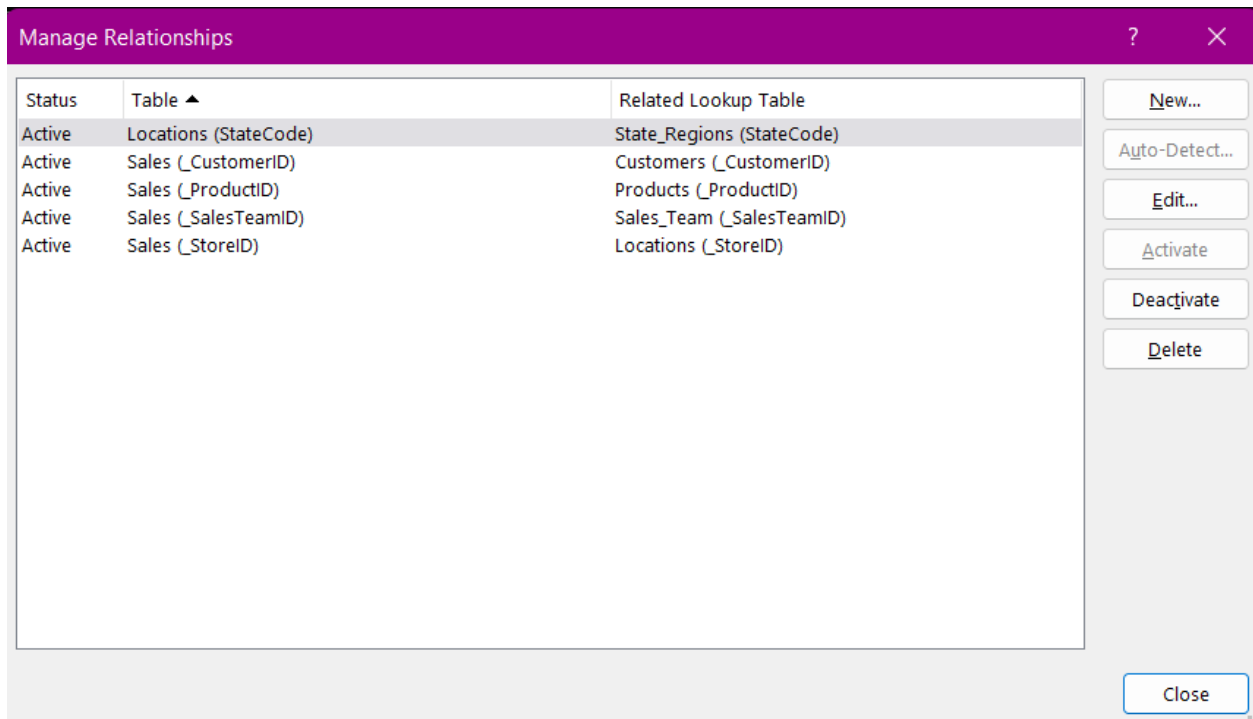 Manage Relationships ? ×
Status Table ▲ Related Lookup Table
Active Locations (StateCode) State_Regions (StateCode)
Active Sales (_CustomerID) Customers (_CustomerID)
Active Sales (_ProductID) Products (_ProductID)
Active Sales (_SalesTeamID) Sales_Team (_SalesTeamID)
Active Sales (_StoreID) Locations (_StoreID)
New...
Auto-Detect...
Edit...
Activate
Deactivate
Delete
Close